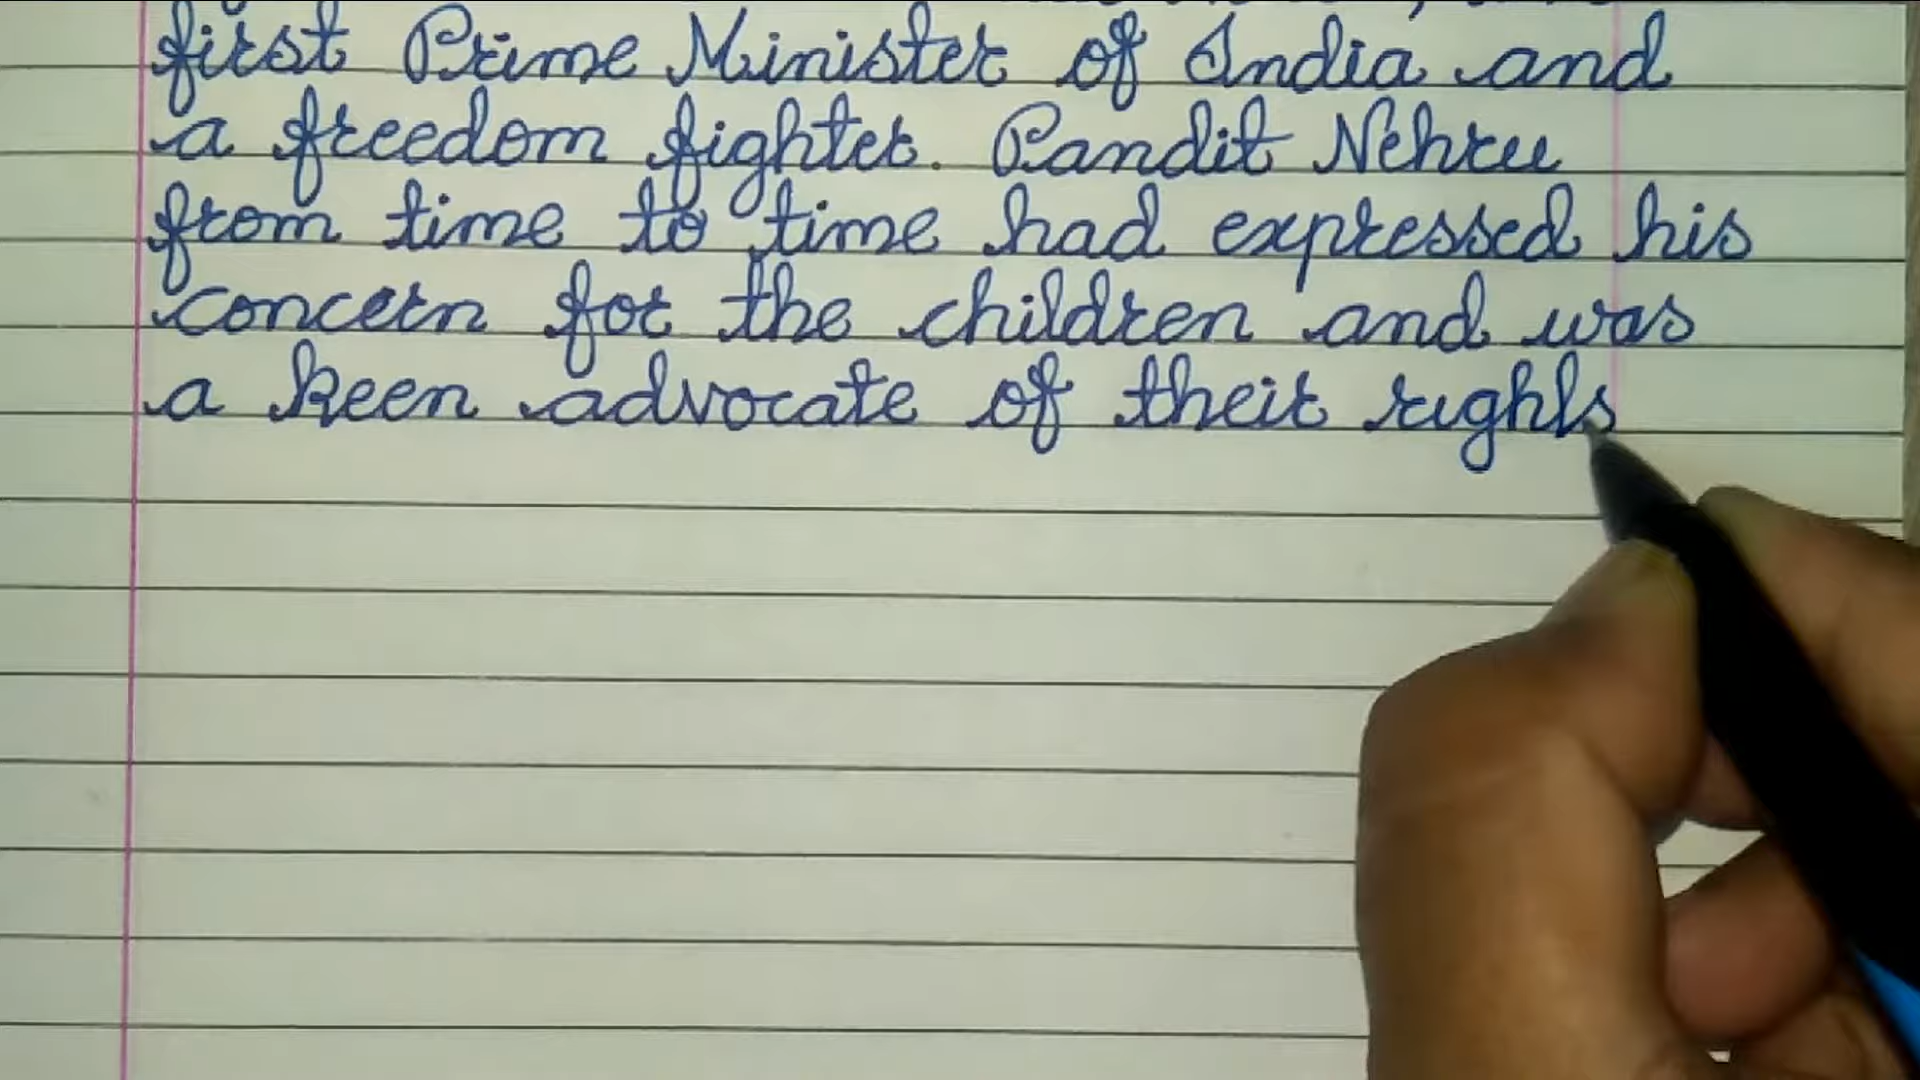 first Prime Minister of India and
a freedom fighter. Pandit Nehru
from time to time had expressed his
concern for the children and was
a keen advocate of their rights